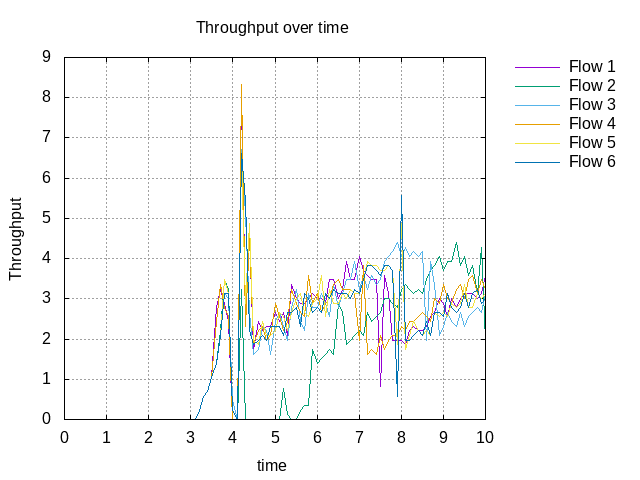 Throughput over time
9
8
7
6
5
4
3
2
1
0
Throughput
0 1 2 3 4 5 6 7 8 9 10
time
Flow 1
Flow 2
Flow 3
Flow 4
Flow 5
Flow 6